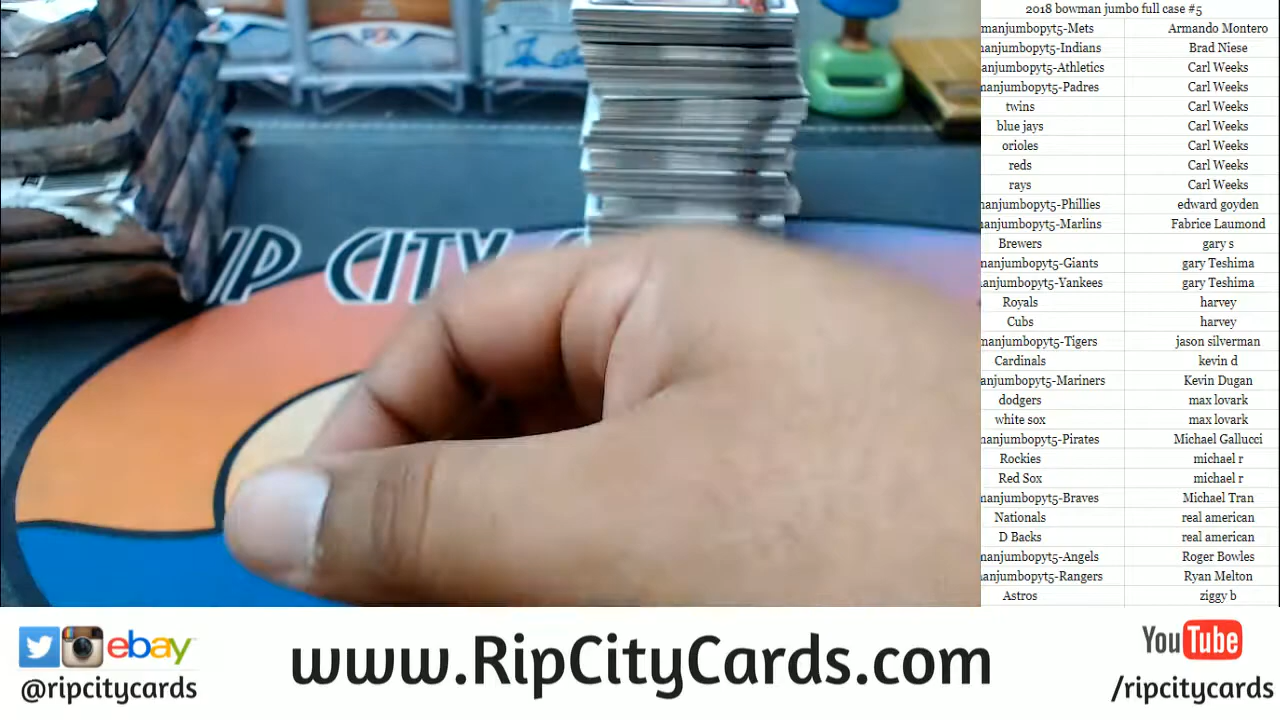 2018 bowman jumbo full case #5
manjumbopyt5-Mets Armando Montero
manjumbopyt5-Indians Brad Niese
anjumbopyt5-Athletics Carl Weeks
manjumbopyt5-Padres Carl Weeks
twins Carl Weeks
blue jays Carl Weeks
orioles Carl Weeks
reds Carl Weeks
rays Carl Weeks
manjumbopyt5-Phillies edward goyden
manjumbopyt5-Marlins Fabrice Laumond
Brewers gary s
manjumbopyt5-Giants gary Teshima
manjumbopyt5-Yankees gary Teshima
Royals harvey
Cubs harvey
manjumbopyt5-Tigers jason silverman
Cardinals kevin d
anjumbopyt5-Mariners Kevin Dugan
dodgers max lovark
white sox max lovark
manjumbopyt5-Pirates Michael Gallucci
Rockies michael r
Red Sox michael r
manjumbopyt5-Braves Michael Tran
Nationals real american
D Backs real american
manjumbopyt5-Angels Roger Bowles
anjumbopyt5-Rangers Ryan Melton
Astros ziggy b
IP CITY
ebay
@ripcitycards
www.RipCityCards.com
YouTube
/ripcitycards